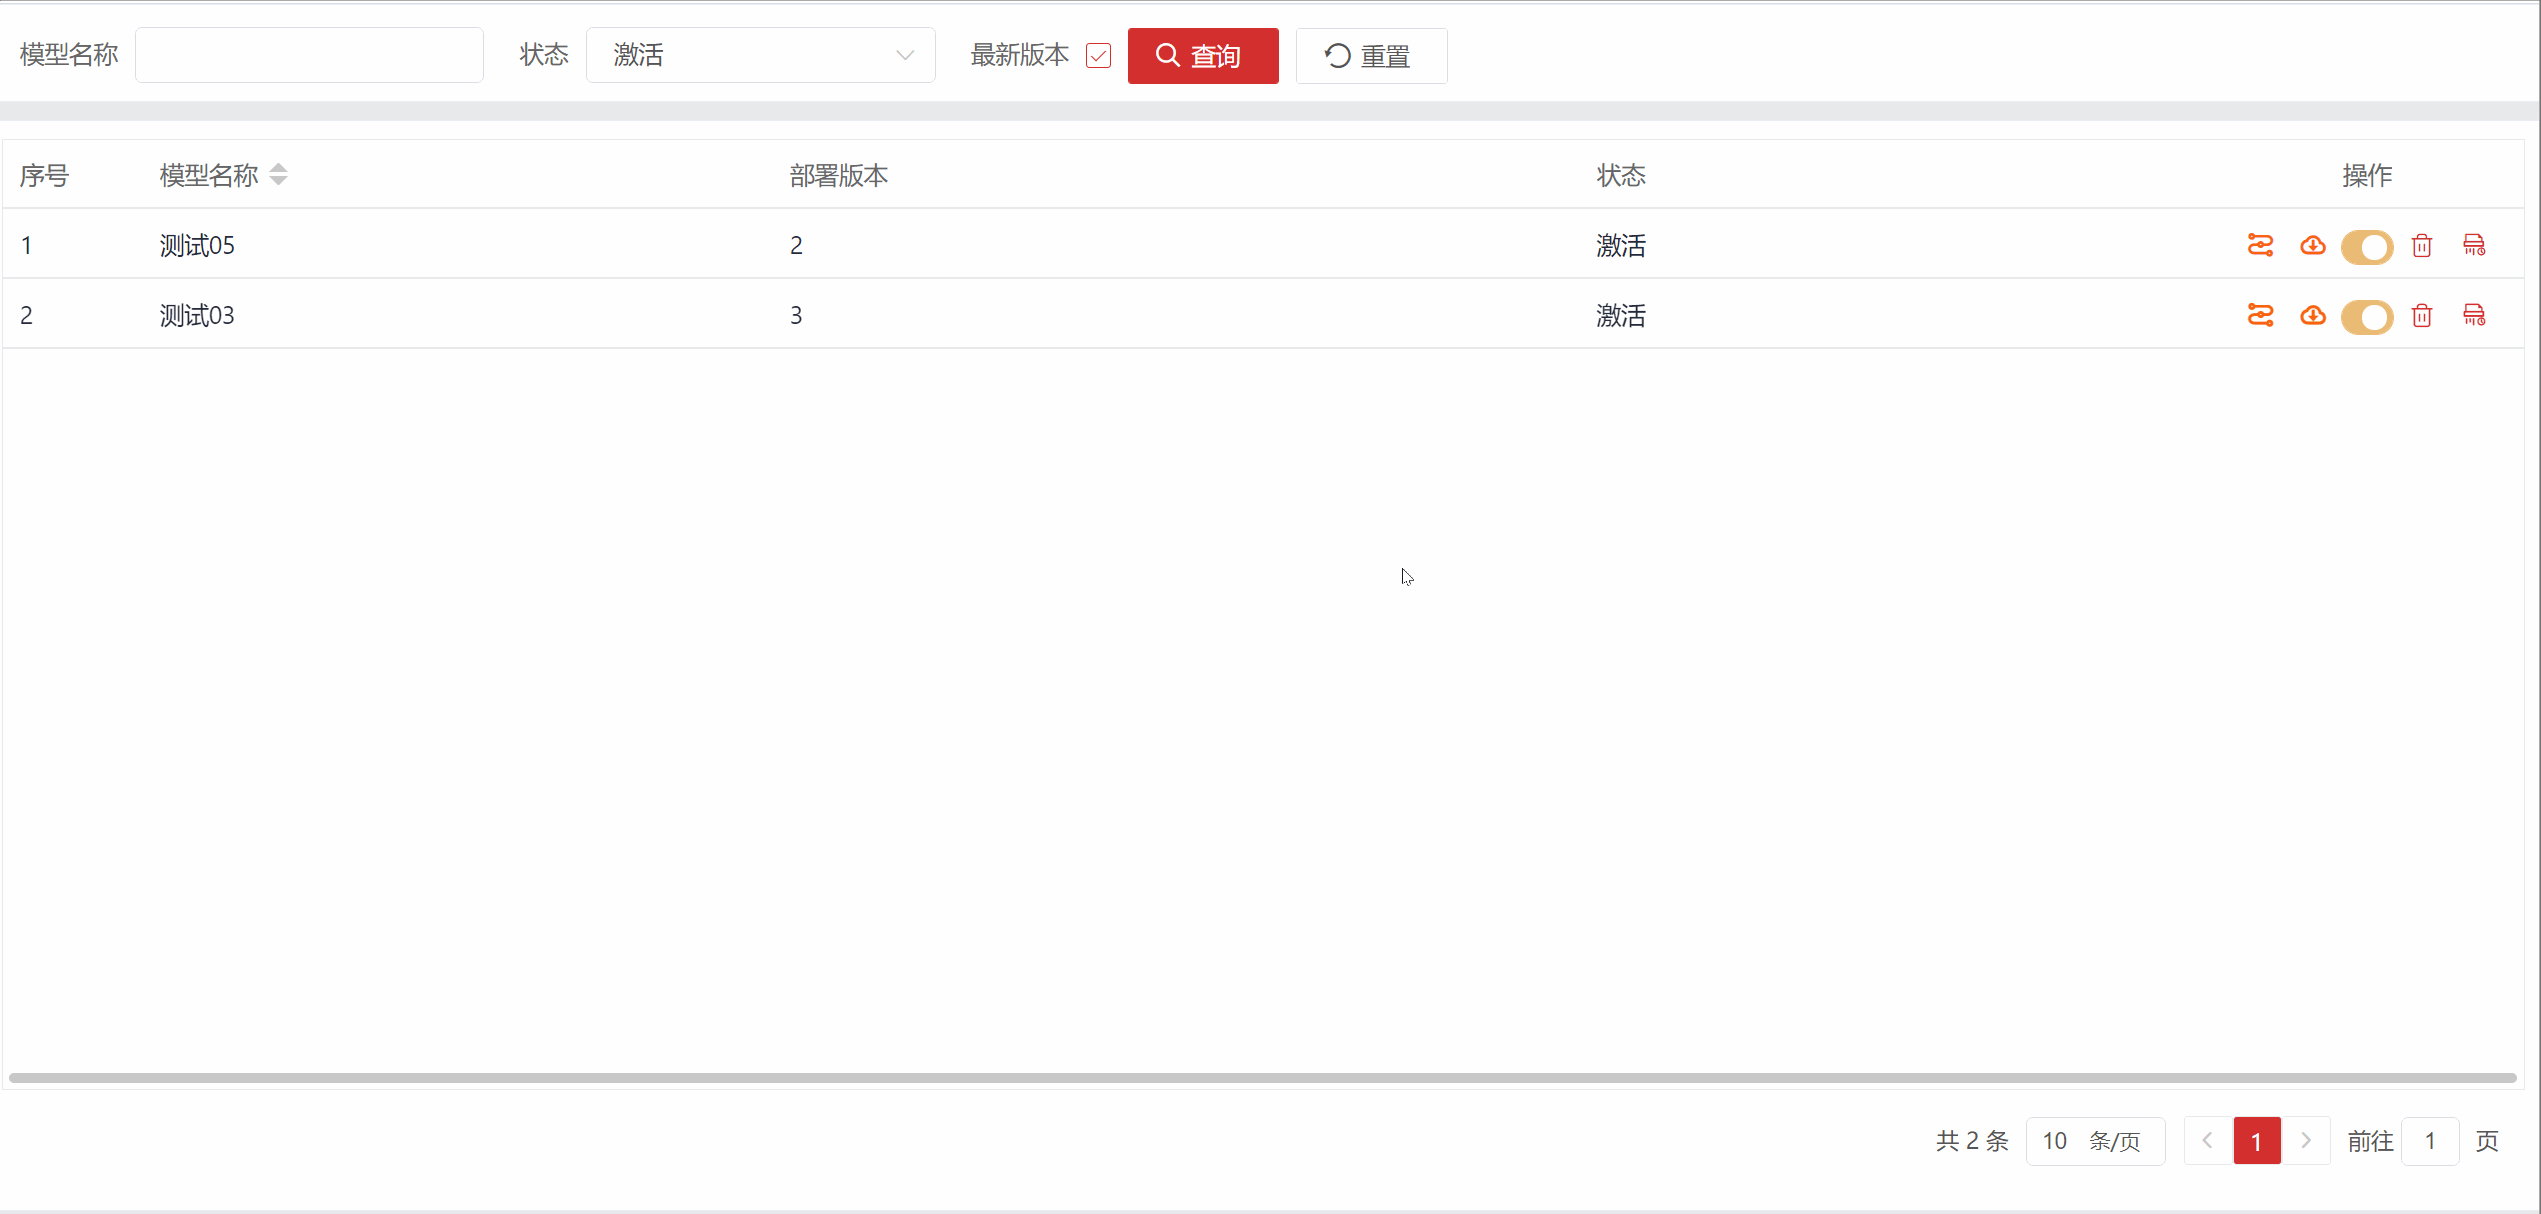 模型名称 状态 激活 最新版本 查询 重置
序号 模型名称 部署版本 状态 操作
1 测试05 2 激活
2 测试03 3 激活
共 2 条 10 条/页 1 前往 1 页